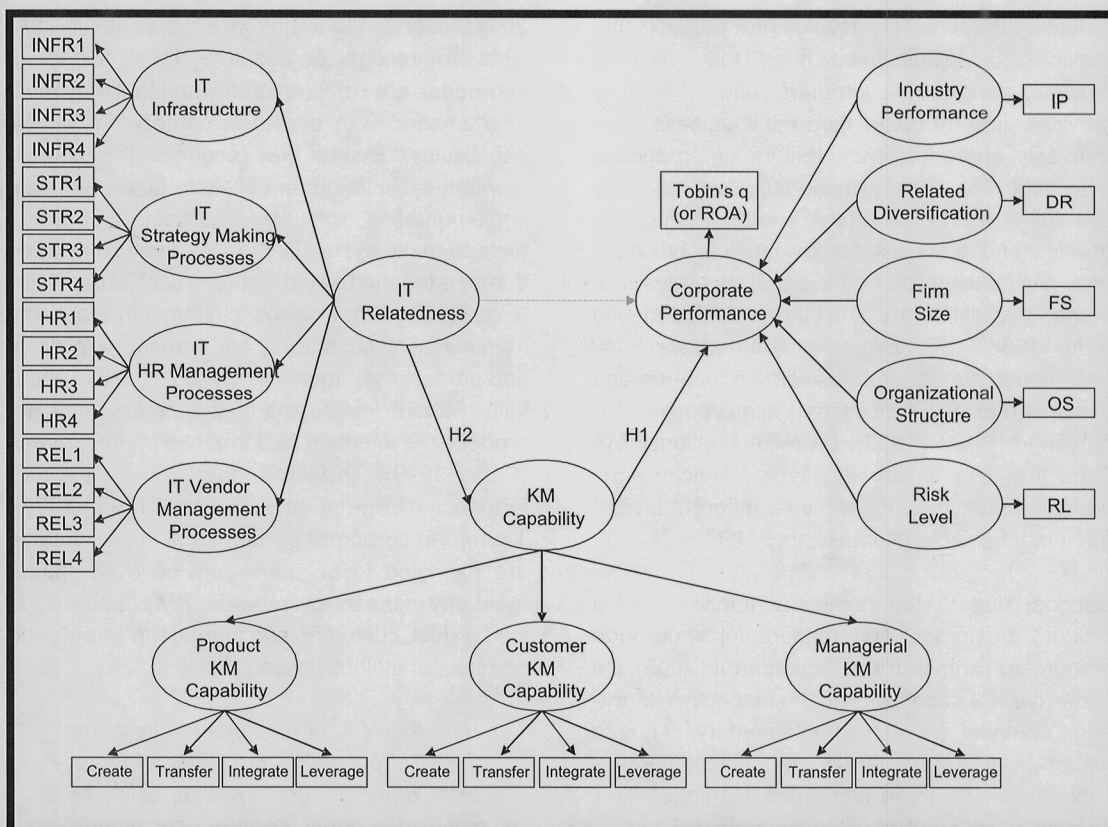 INFR1
INFR2
INFR3
INFR4
STR1
STR2
STR3
STR4
HR1
HR2
HR3
HR4
REL1
REL2
REL3
REL4
IT
Infrastructure
IT
Strategy Making
Processes
IT
HR Management
Processes
IT Vendor
Management
Processes
IT
Relatedness
H2
H1
KM
Capability
Tobin's q
(or ROA)
Corporate
Performance
Industry
Performance
IP
Related
Diversification
DR
Firm
Size
FS
Organizational
Structure
OS
Risk
Level
RL
Product
KM
Capability
Create
Transfer
Integrate
Leverage
Customer
KM
Capability
Create
Transfer
Integrate
Leverage
Managerial
KM
Capability
Create
Transfer
Integrate
Leverage